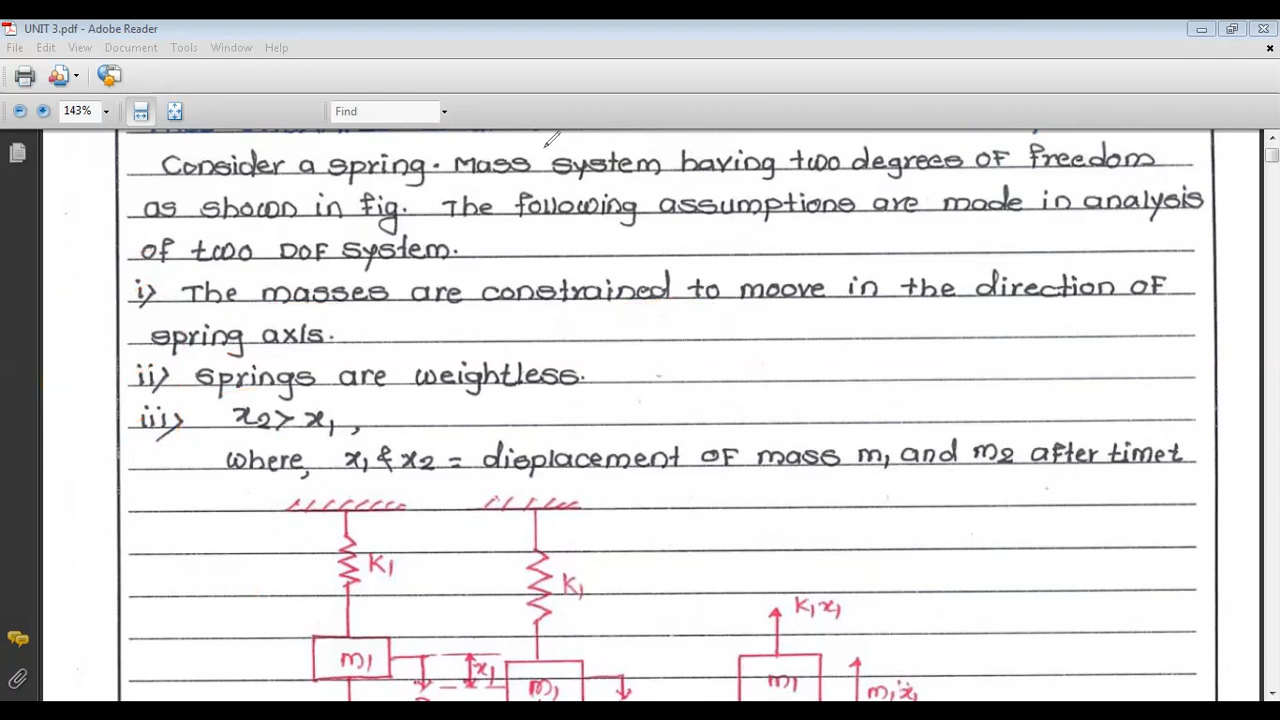 UNIT 3.pdf - Adobe Reader
File Edit View Document Tools Window Help
143% Find
Consider a spring. Mass system having two degrees of freedom
as shown in fig. The following assumptions are made in analysis
of two DOF system.
i) The masses are constrained to moove in the direction of
spring axis.
ii) springs are weightless.
iii) x2 > x1,
where, x1 & x2 = displacement of mass m1 and m2 after time t
K1
K1
K1x1
m1
x1
m1
m1
m1ẍ1